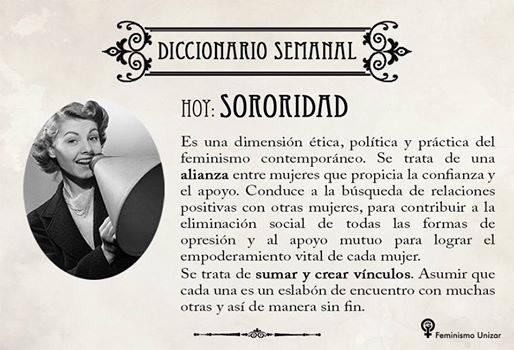 DICCIONARIO SEMANAL
HOY: SORORIDAD
Es una dimensión ética, política y práctica del
feminismo contemporáneo. Se trata de una
alianza entre mujeres que propicia la confianza y
el apoyo. Conduce a la búsqueda de relaciones
positivas con otras mujeres, para contribuir a la
eliminación social de todas las formas de
opresión y al apoyo mutuo para lograr el
empoderamiento vital de cada mujer.
Se trata de sumar y crear vínculos. Asumir que
cada una es un eslabón de encuentro con muchas
otras y así de manera sin fin.
Feminismo Unizar